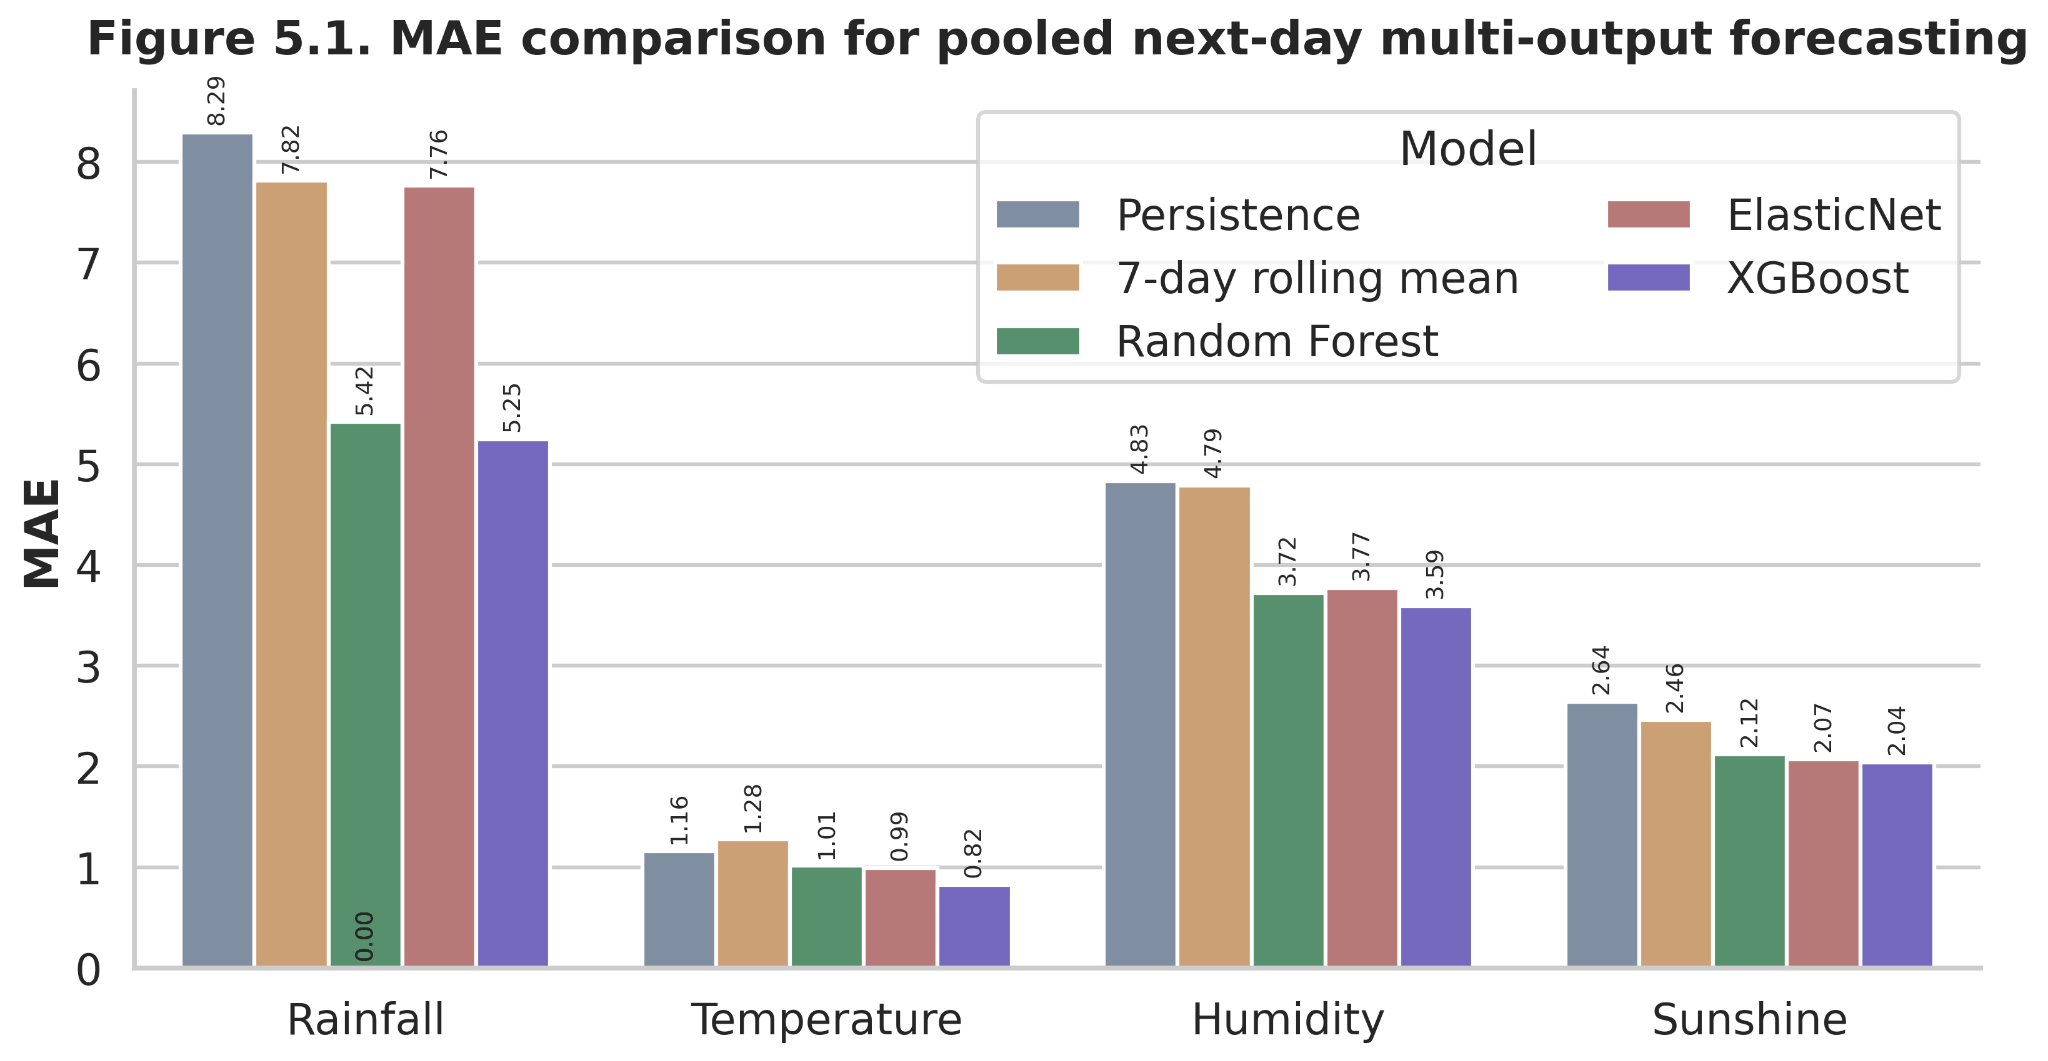 Figure 5.1. MAE comparison for pooled next-day multi-output forecasting
MAE
8
7
6
5
4
3
2
1
0
8.29
7.82
5.42
0.00
7.76
5.25
1.16
1.28
1.01
0.99
0.82
4.83
4.79
3.72
3.77
3.59
2.64
2.46
2.12
2.07
2.04
Model
Persistence
7-day rolling mean
Random Forest
ElasticNet
XGBoost
Rainfall
Temperature
Humidity
Sunshine